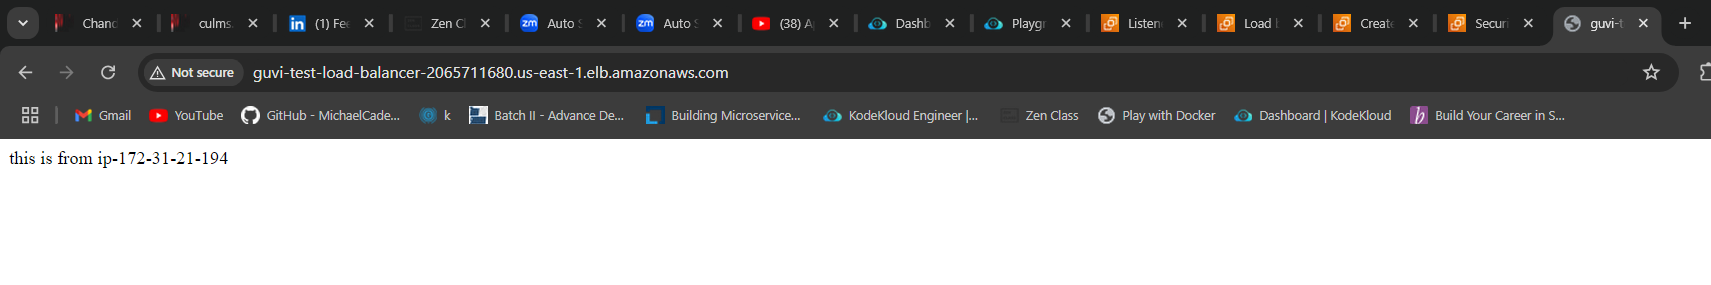 Chand culms. (1) Fee Zen Cl Auto S Auto S (38) A Dashb Playgr Listen Load b Create Securi guvi-t
Not secure guvi-test-load-balancer-2065711680.us-east-1.elb.amazonaws.com
Gmail YouTube GitHub - MichaelCade... k Batch II - Advance De... Building Microservice... KodeKloud Engineer |... Zen Class Play with Docker Dashboard | KodeKloud Build Your Career in S...
this is from ip-172-31-21-194